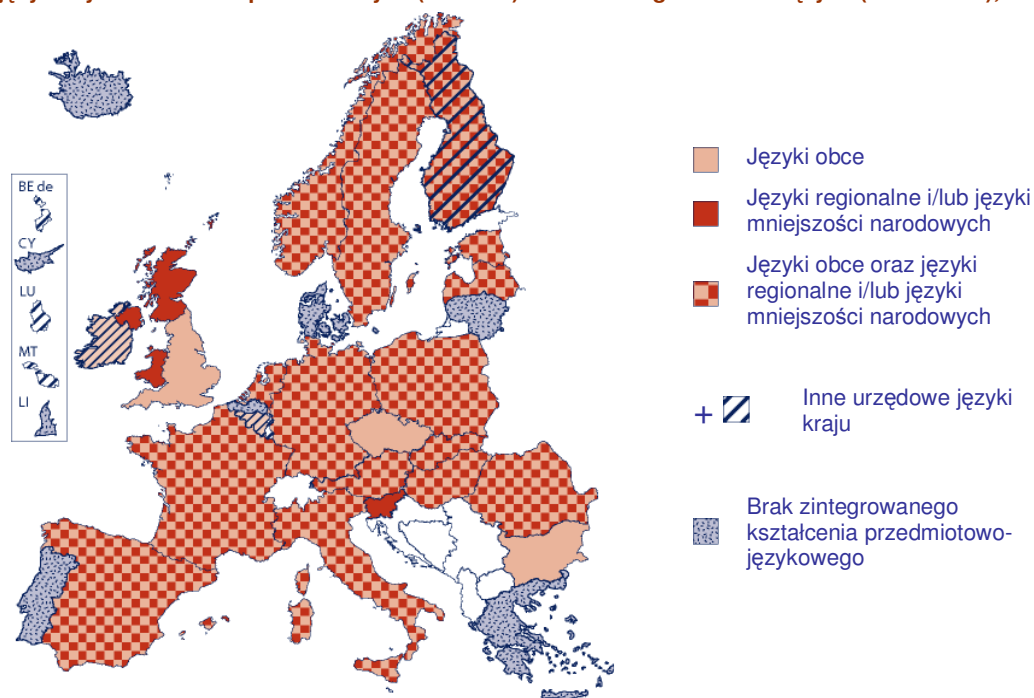 BE de
CY
LU
MT
LI
Języki obce
Języki regionalne i/lub języki
mniejszości narodowych
Języki obce oraz języki
regionalne i/lub języki
mniejszości narodowych
+
Inne urzędowe języki
kraju
Brak zintegrowanego
kształcenia przedmiotowo-
językowego